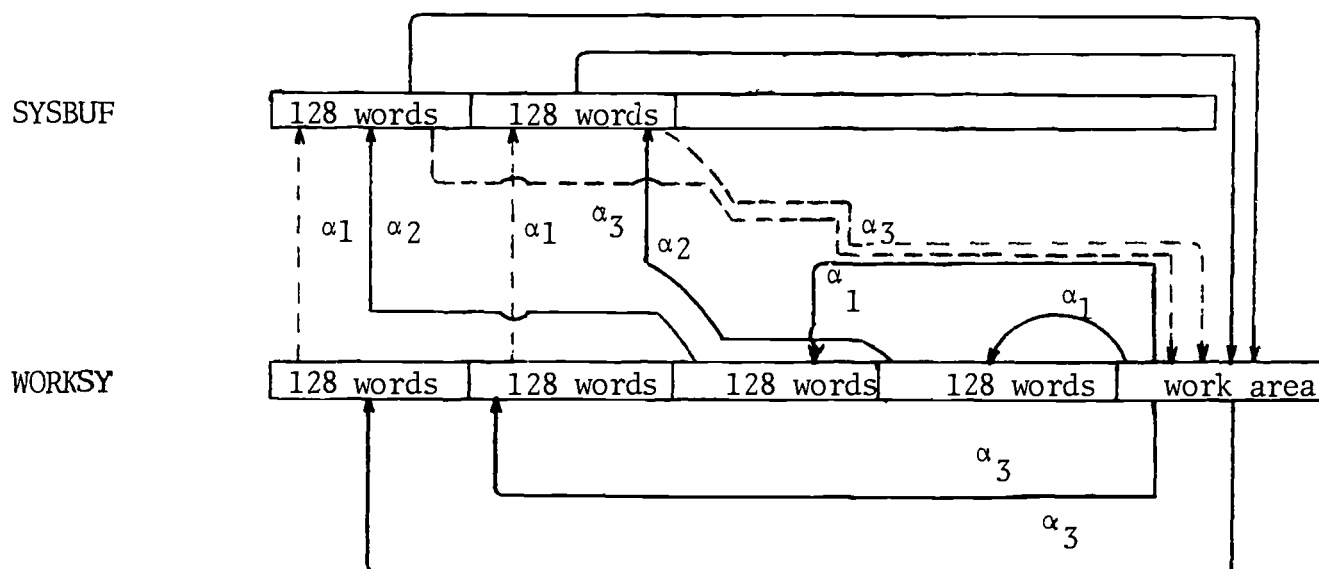 SYSBUF 128 words 128 words
α1 α2 α1 α3 α2 α3
α1 α1
WORKSY 128 words 128 words 128 words 128 words work area
α3
α3